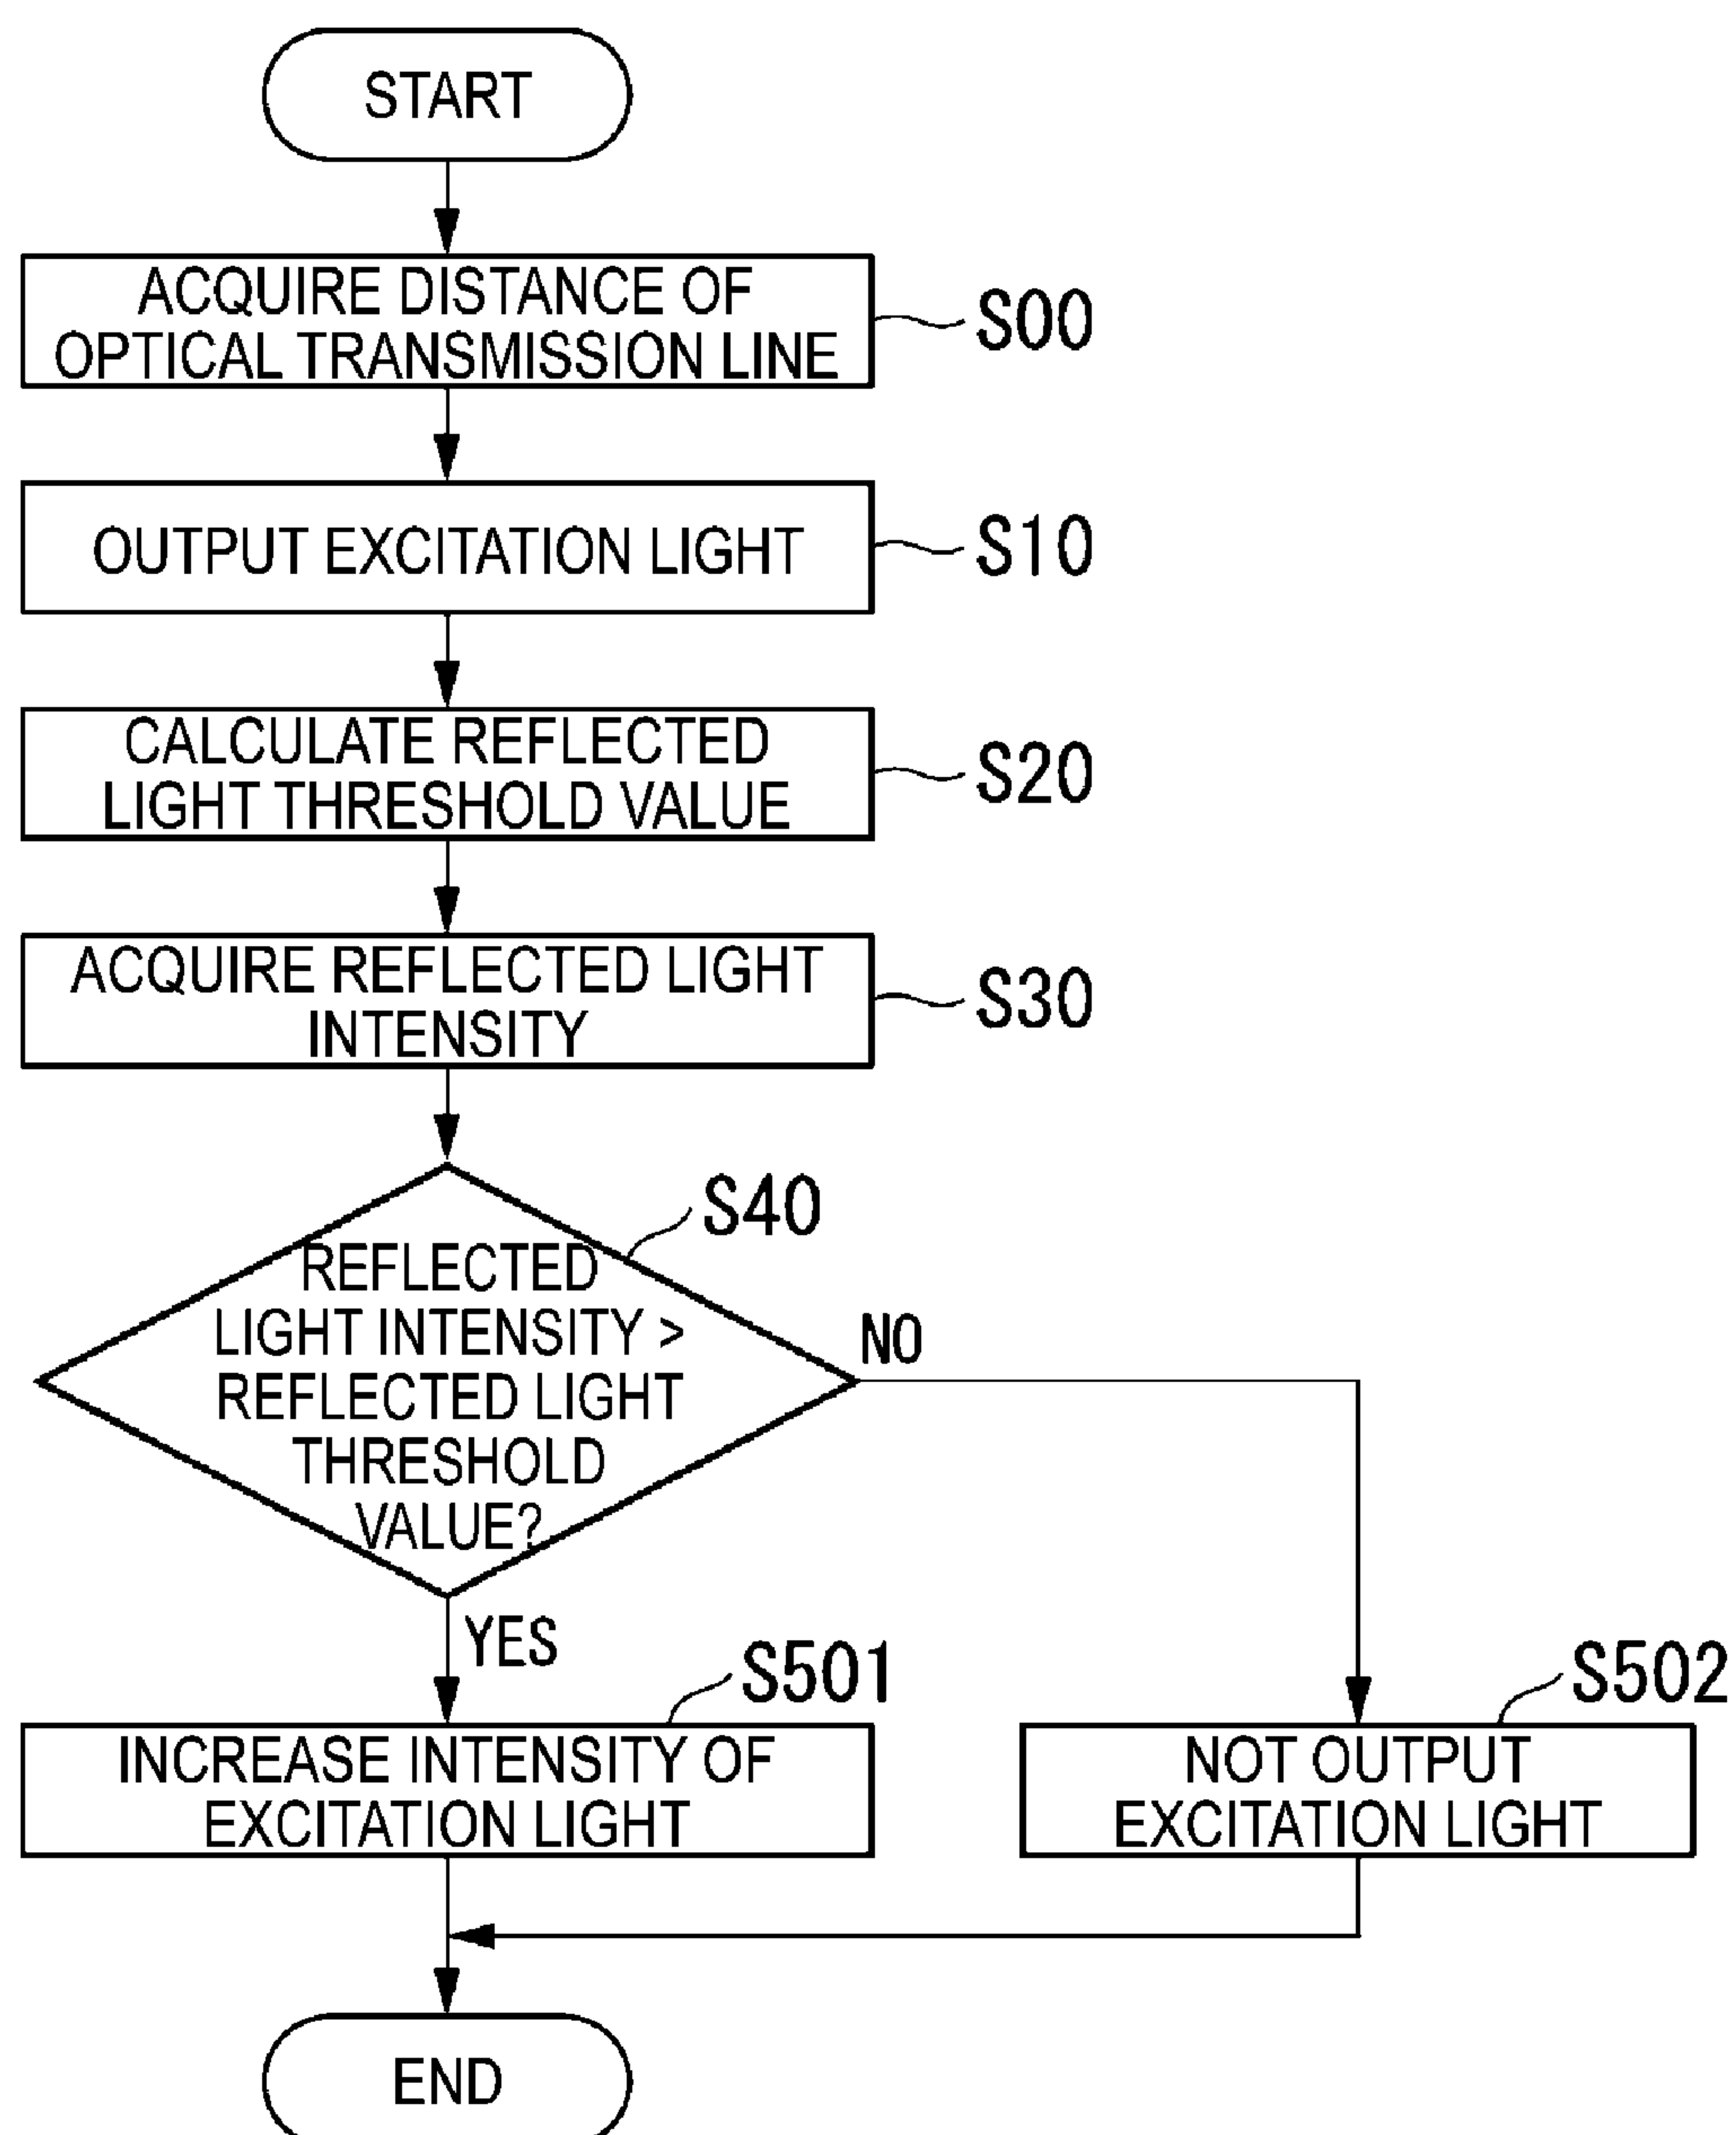 START
ACQUIRE DISTANCE OF
OPTICAL TRANSMISSION LINE
S00
OUTPUT EXCITATION LIGHT
S10
CALCULATE REFLECTED
LIGHT THRESHOLD VALUE
S20
ACQUIRE REFLECTED LIGHT
INTENSITY
S30
S40
REFLECTED
LIGHT INTENSITY >
REFLECTED LIGHT
THRESHOLD
VALUE?
NO
YES
S501
INCREASE INTENSITY OF
EXCITATION LIGHT
S502
NOT OUTPUT
EXCITATION LIGHT
END